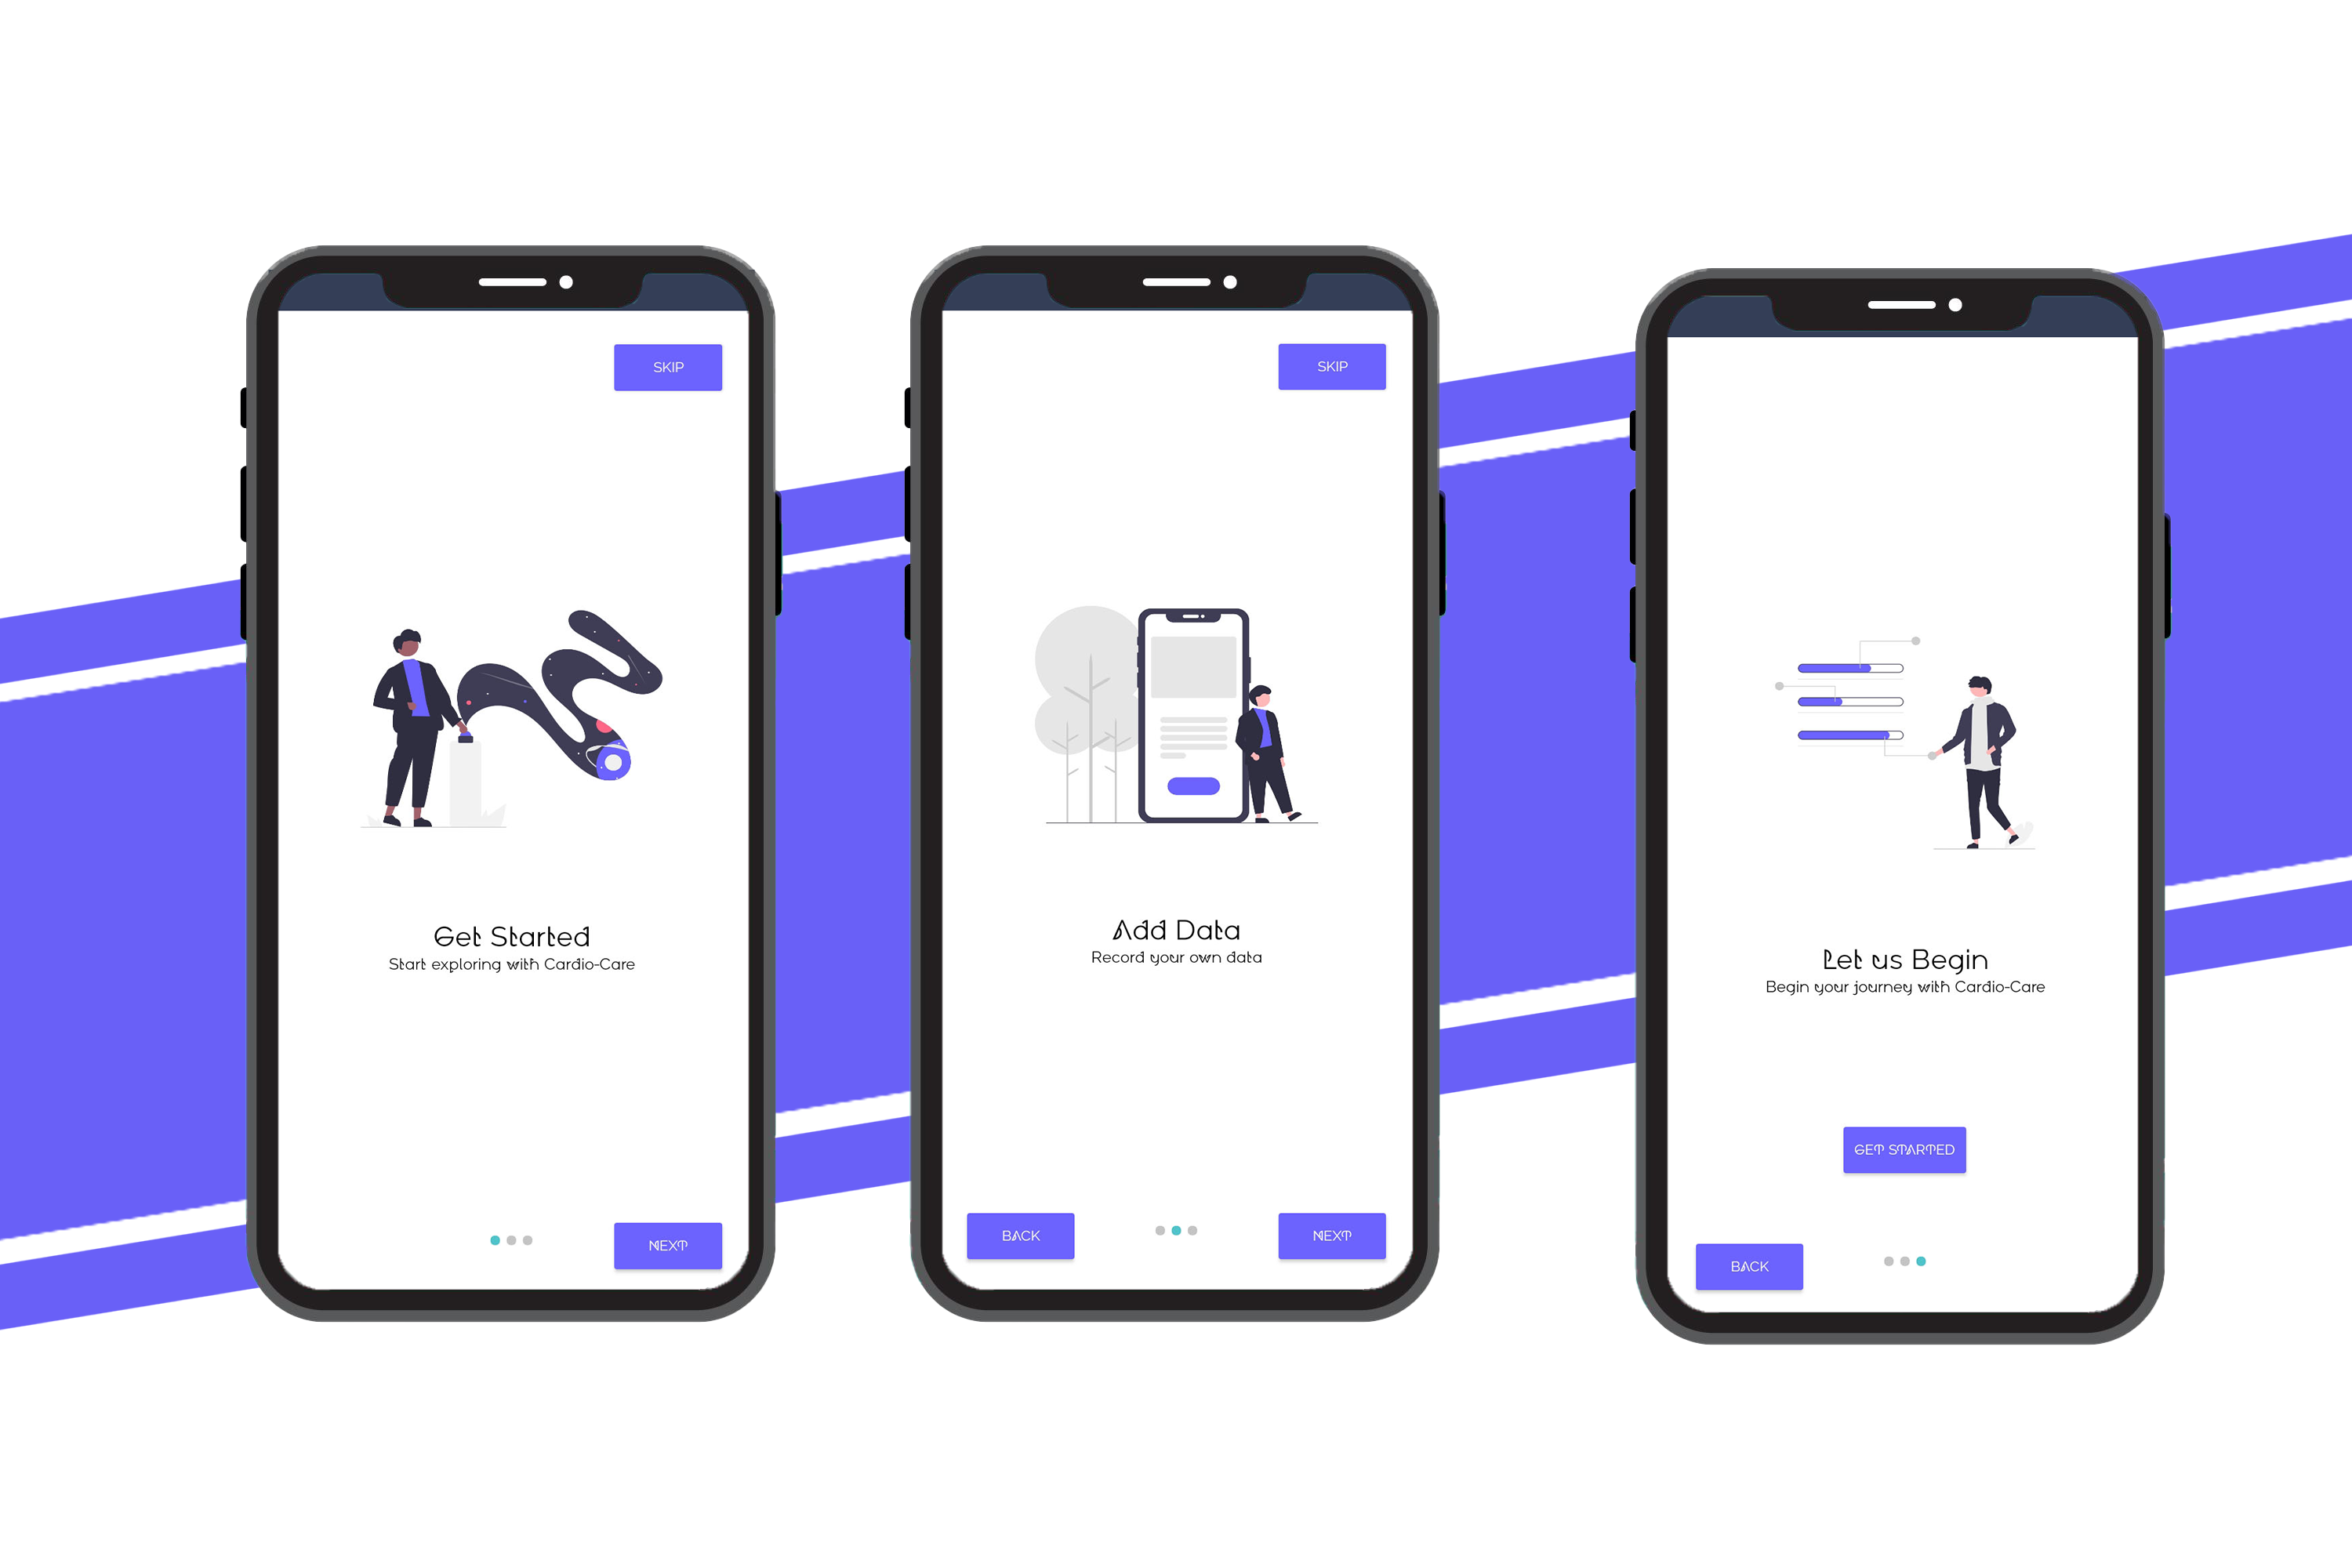 SKIP
Get Started
Start exploring with Cardio-Care
NEXT
SKIP
Add Data
Record your own data
BACK
NEXT
Let us Begin
Begin your journey with Cardio-Care
GET STARTED
BACK